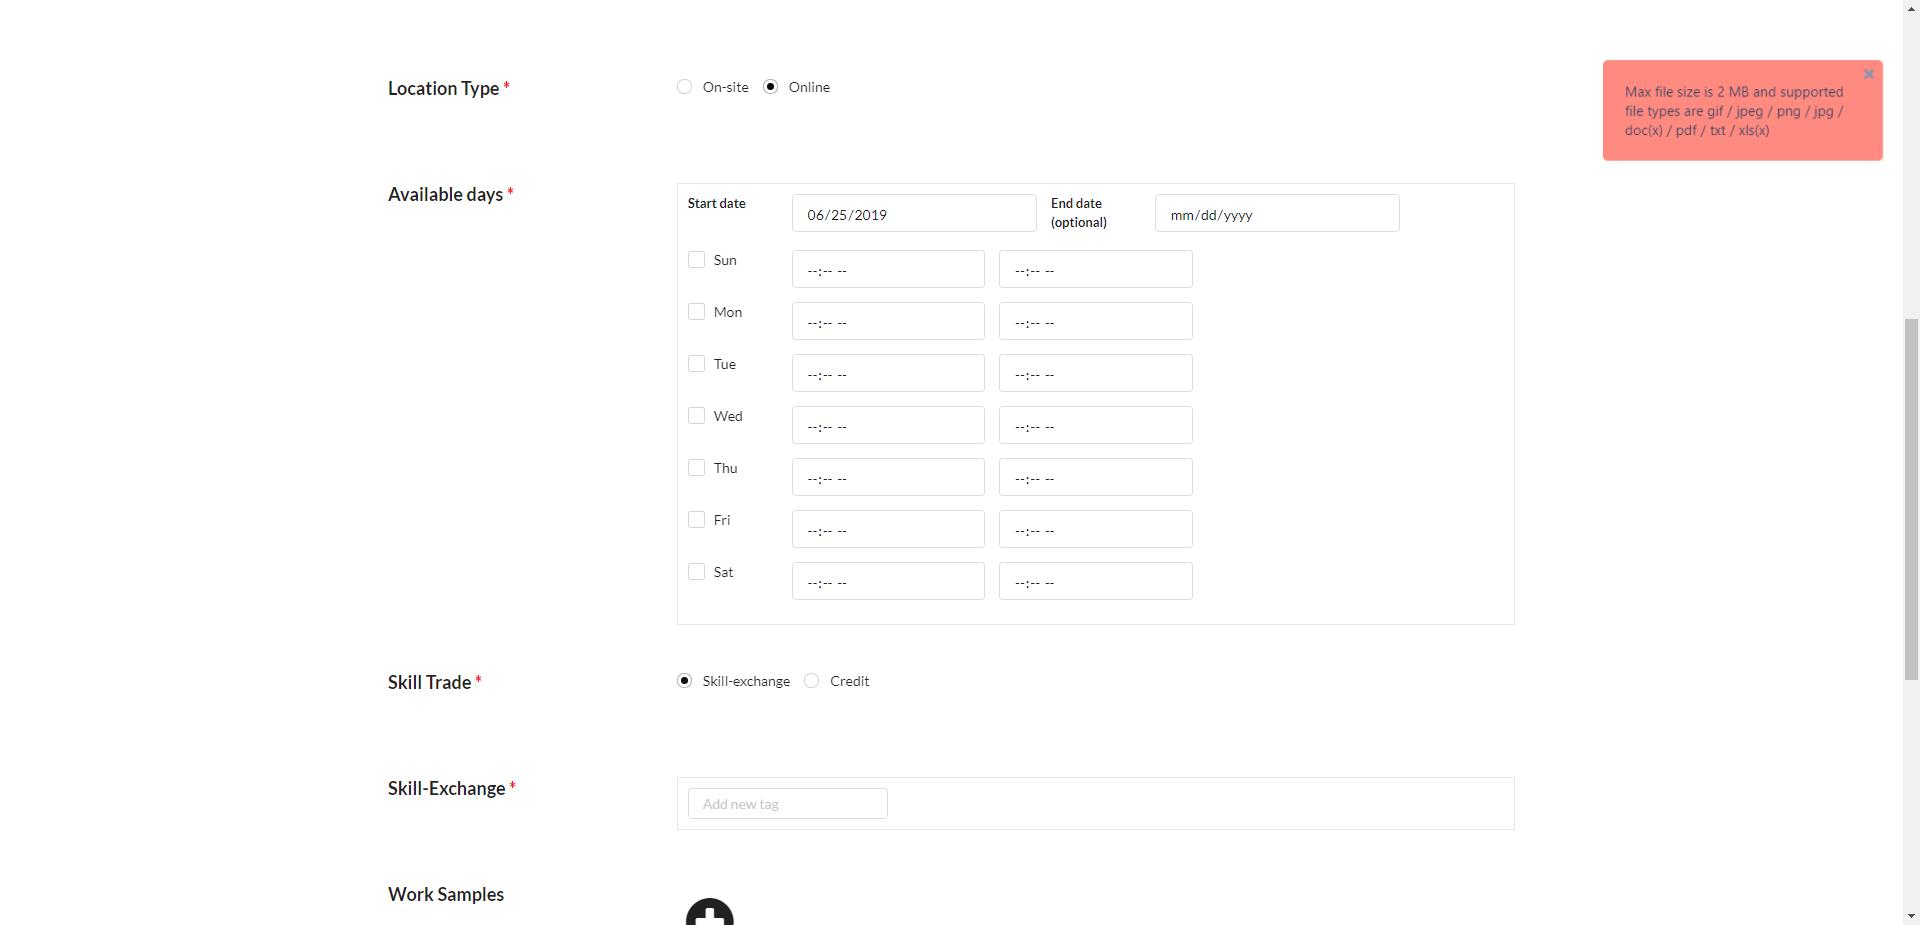 Location Type *
On-site Online
Max file size is 2 MB and supported
file types are gif / jpeg / png / jpg /
doc(x) / pdf / txt / xls(x)
Available days *
Start date 06/25/2019 End date
(optional) mm/dd/yyyy
Sun --:-- -- --:-- --
Mon --:-- -- --:-- --
Tue --:-- -- --:-- --
Wed --:-- -- --:-- --
Thu --:-- -- --:-- --
Fri --:-- -- --:-- --
Sat --:-- -- --:-- --
Skill Trade *
Skill-exchange Credit
Skill-Exchange *
Add new tag
Work Samples